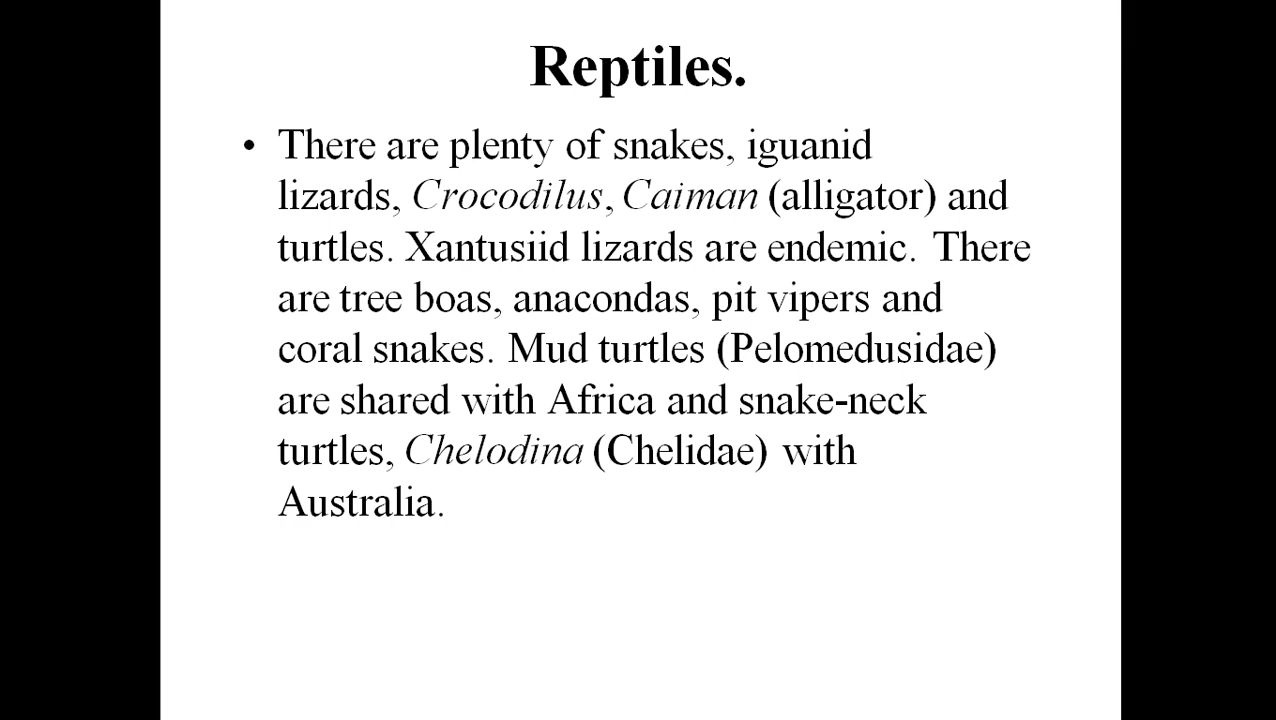 Reptiles.
• There are plenty of snakes, iguanid
lizards, Crocodilus, Caiman (alligator) and
turtles. Xantusiid lizards are endemic. There
are tree boas, anacondas, pit vipers and
coral snakes. Mud turtles (Pelomedusidae)
are shared with Africa and snake-neck
turtles, Chelodina (Chelidae) with
Australia.